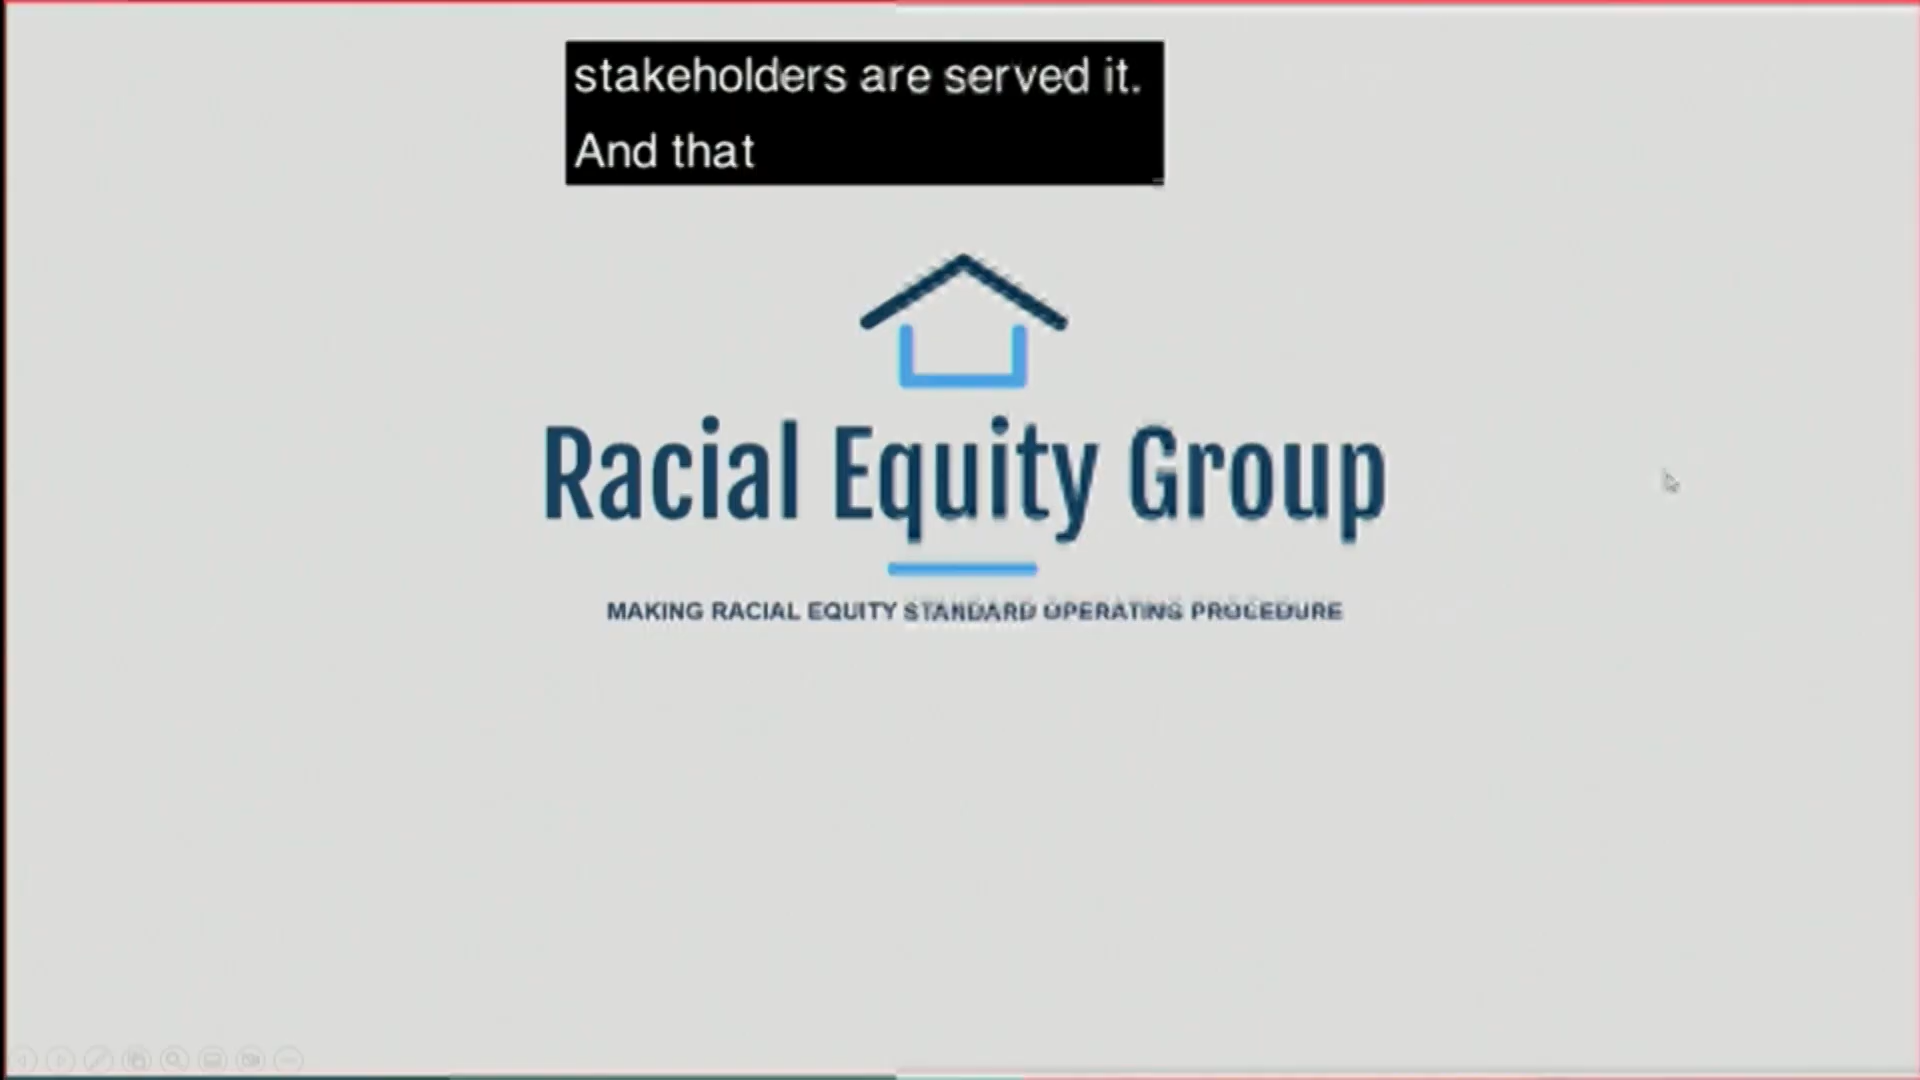 stakeholders are served it.
And that
Racial Equity Group
MAKING RACIAL EQUITY STANDARD OPERATING PROCEDURE